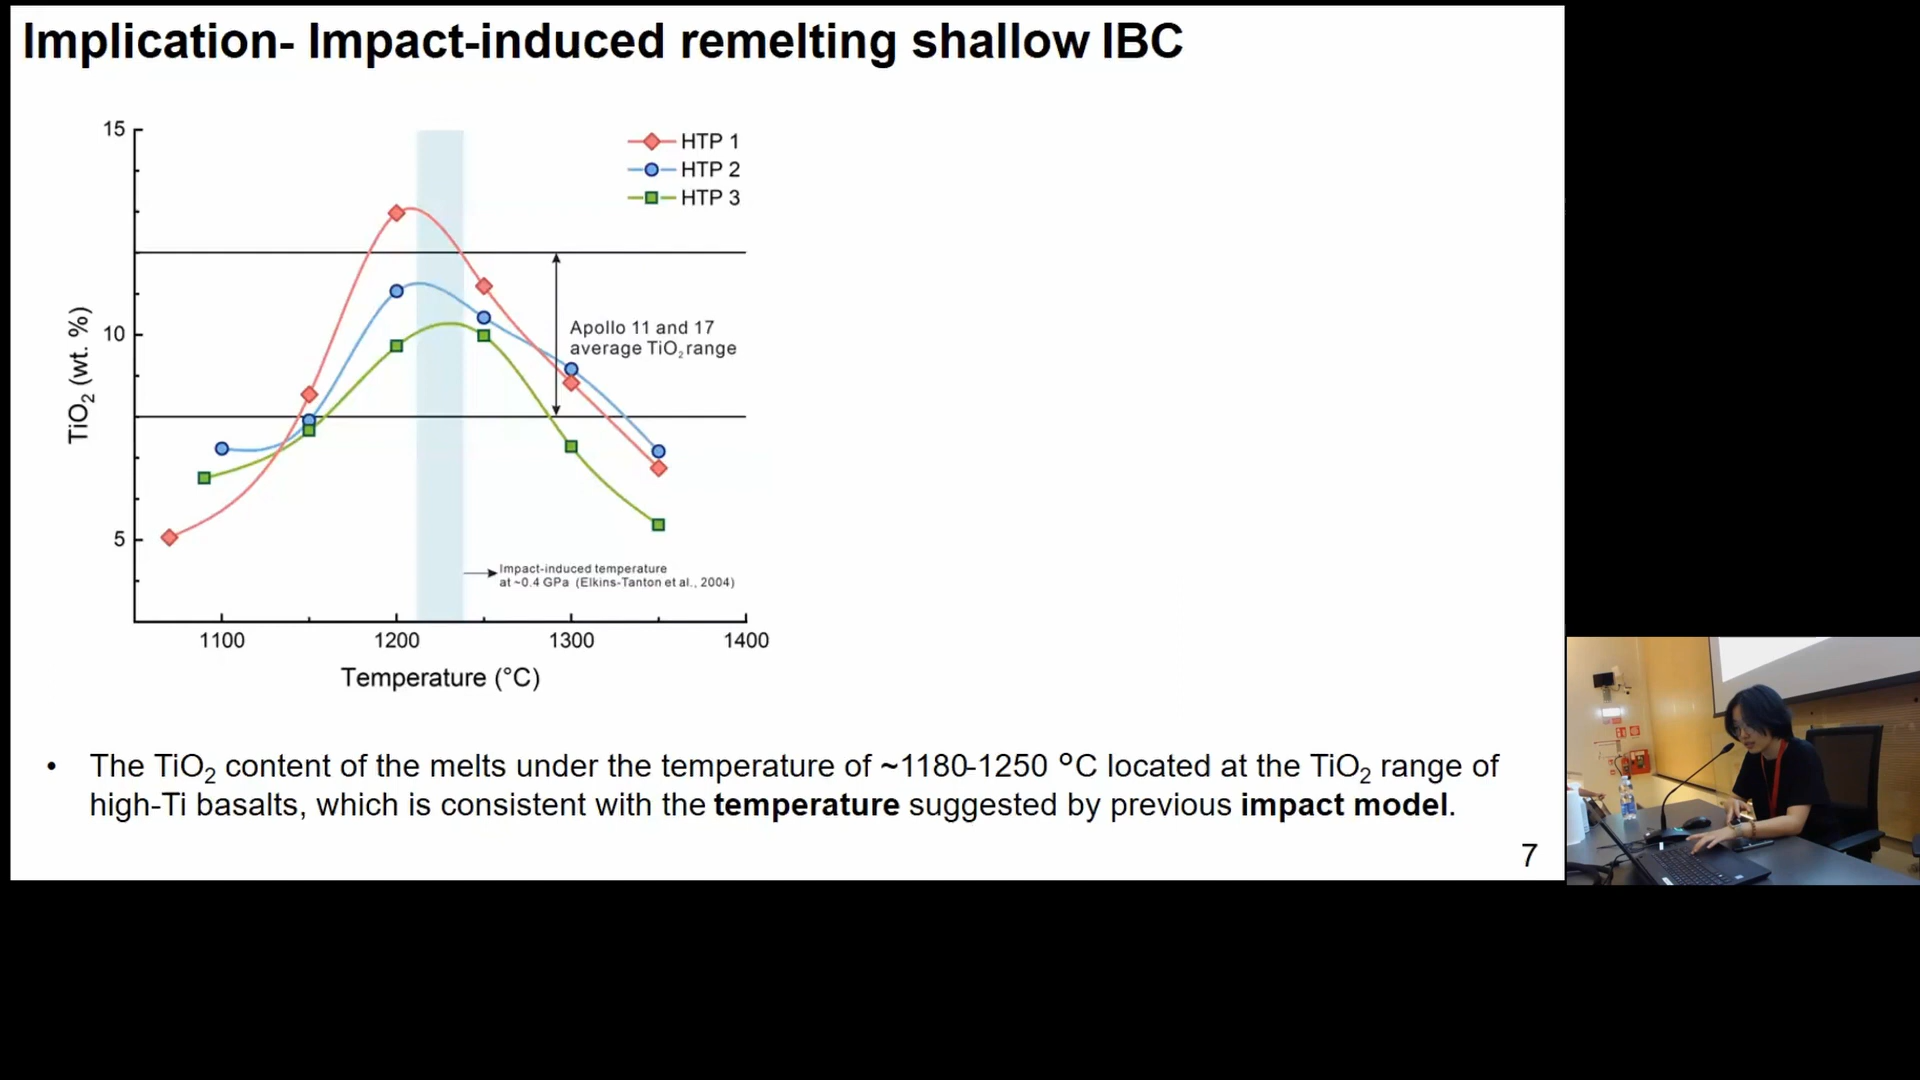 Implication- Impact-induced remelting shallow IBC
15
HTP 1
HTP 2
HTP 3
TiO2 (wt. %)
10
Apollo 11 and 17
average TiO2 range
5
Impact-induced temperature
at ~0.4 GPa (Elkins-Tanton et al., 2004)
1100 1200 1300 1400
Temperature (°C)
• The TiO2 content of the melts under the temperature of ~1180-1250 °C located at the TiO2 range of
high-Ti basalts, which is consistent with the temperature suggested by previous impact model.
7